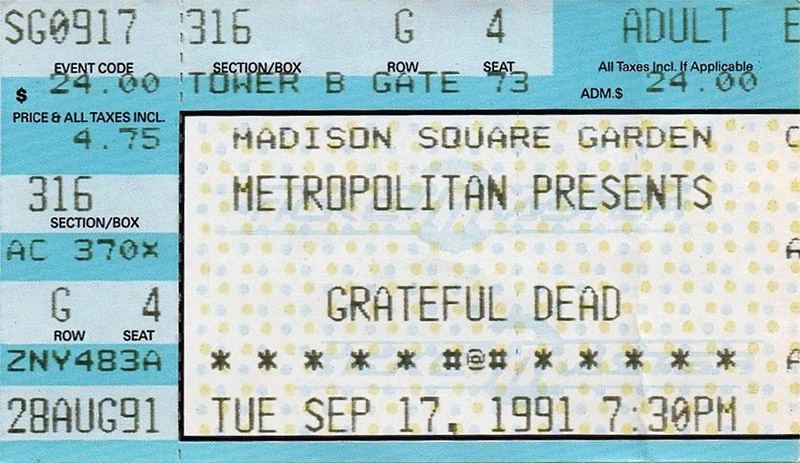 SG0917 316 G 4 ADULT E
EVENT CODE SECTION/BOX ROW SEAT All Taxes Incl. If Applicable
$ 24.00 TOWER B GATE 73 ADM.$ 24.00
PRICE & ALL TAXES INCL.
4.75
MADISON SQUARE GARDEN
316
SECTION/BOX
METROPOLITAN PRESENTS
AC 370X
G 4
ROW SEAT
GRATEFUL DEAD
ZNY483A
* * * * * #@# * * * * *
28AUG91
TUE SEP 17, 1991 7:30PM